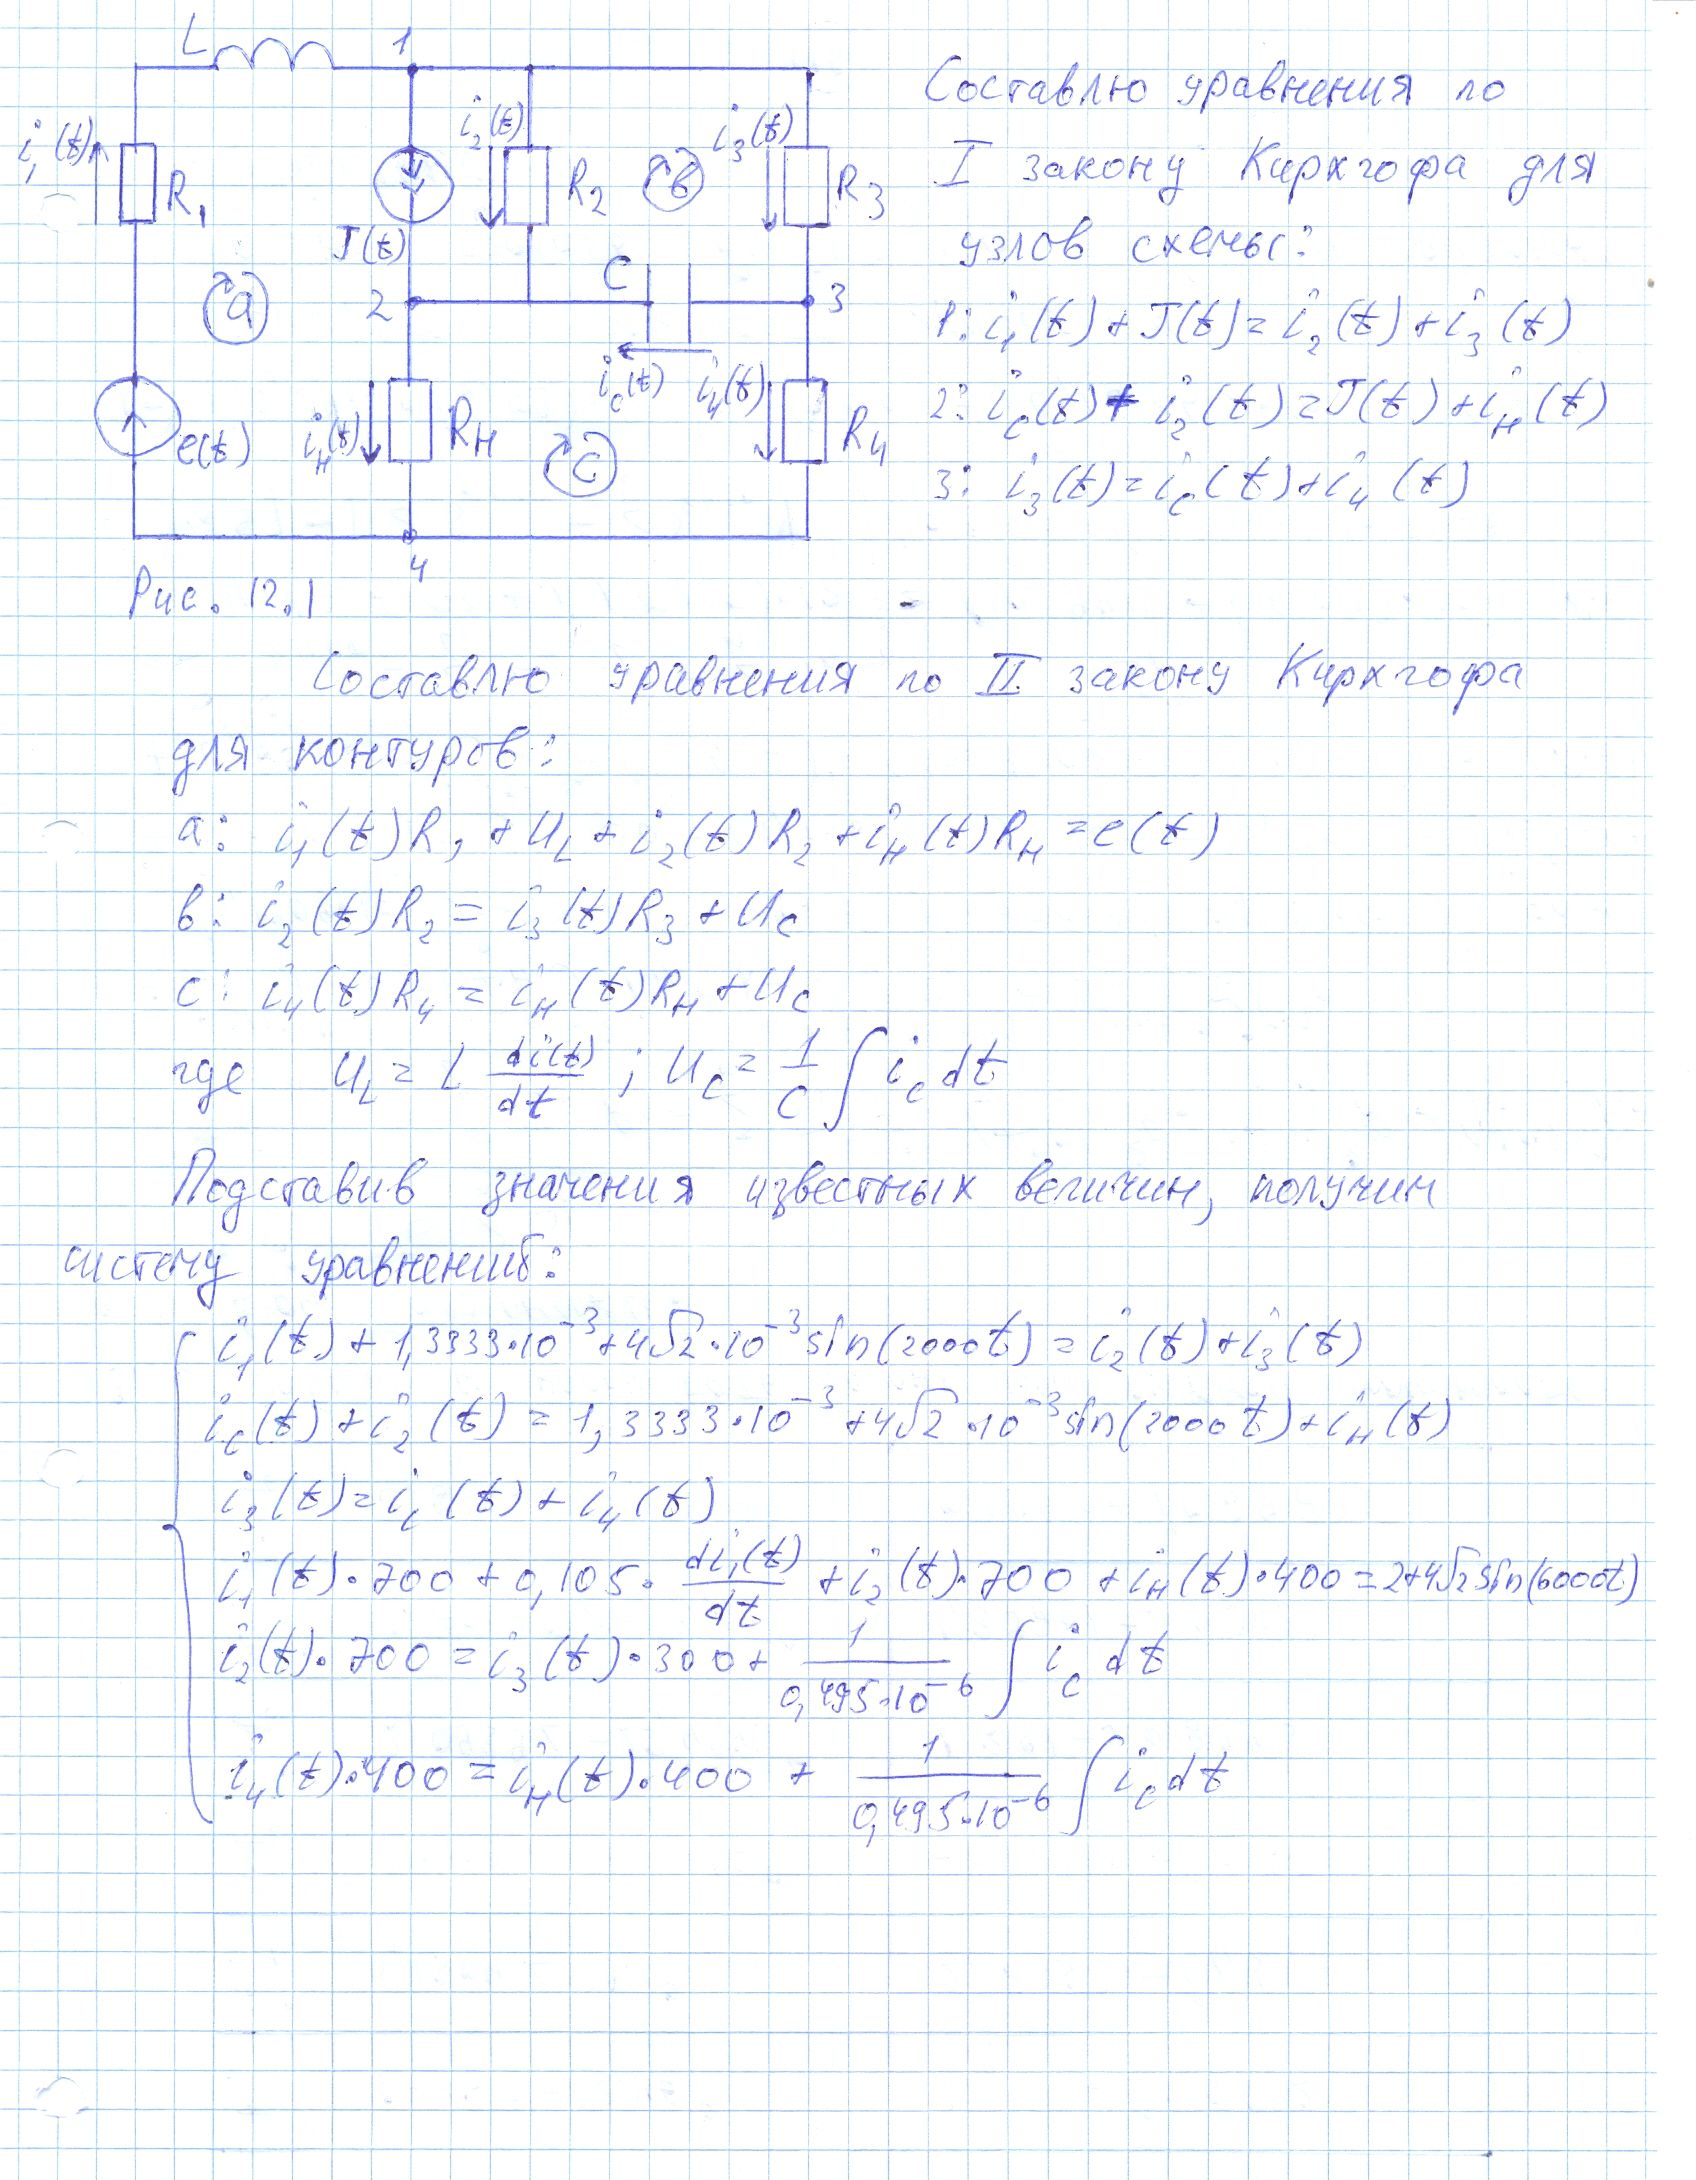 L 1
i₁(t) R₁ J(t) i₂(t) R₂ в i₃(t) R₃
a 2 C 3
e(t) iн(t) Rн c iс(t) i₄(t) R₄
4
Рис. 12.1
Составлю уравнения по
I закону Кирхгофа для
узлов схемы:
1: i₁(t) + J(t) = i₂(t) + i₃(t)
2: iс(t) + i₂(t) = J(t) + iн(t)
3: i₃(t) = iс(t) + i₄(t)
Составлю уравнения по II закону Кирхгофа
для контуров:
a: i₁(t)R₁ + U_L + i₂(t)R₂ + iн(t)Rн = e(t)
в: i₂(t)R₂ = i₃(t)R₃ + Uс
c: i₄(t)R₄ = iн(t)Rн + Uс
где U_L = L di(t)/dt ; Uс = 1/C ∫ iс dt
Подставив значения известных величин, получим
систему уравнений:
i₁(t) + 1,3333·10⁻³ + 4√2·10⁻³ sin(2000t) = i₂(t) + i₃(t)
iс(t) + i₂(t) = 1,3333·10⁻³ + 4√2·10⁻³ sin(2000t) + iн(t)
i₃(t) = iс(t) + i₄(t)
i₁(t)·700 + 0,105· di₁(t)/dt + i₂(t)·700 + iн(t)·400 = 2+4√2 sin(6000t)
i₂(t)·700 = i₃(t)·300 + 1/0,495·10⁻⁶ ∫ iс dt
i₄(t)·400 = iн(t)·400 + 1/0,495·10⁻⁶ ∫ iс dt